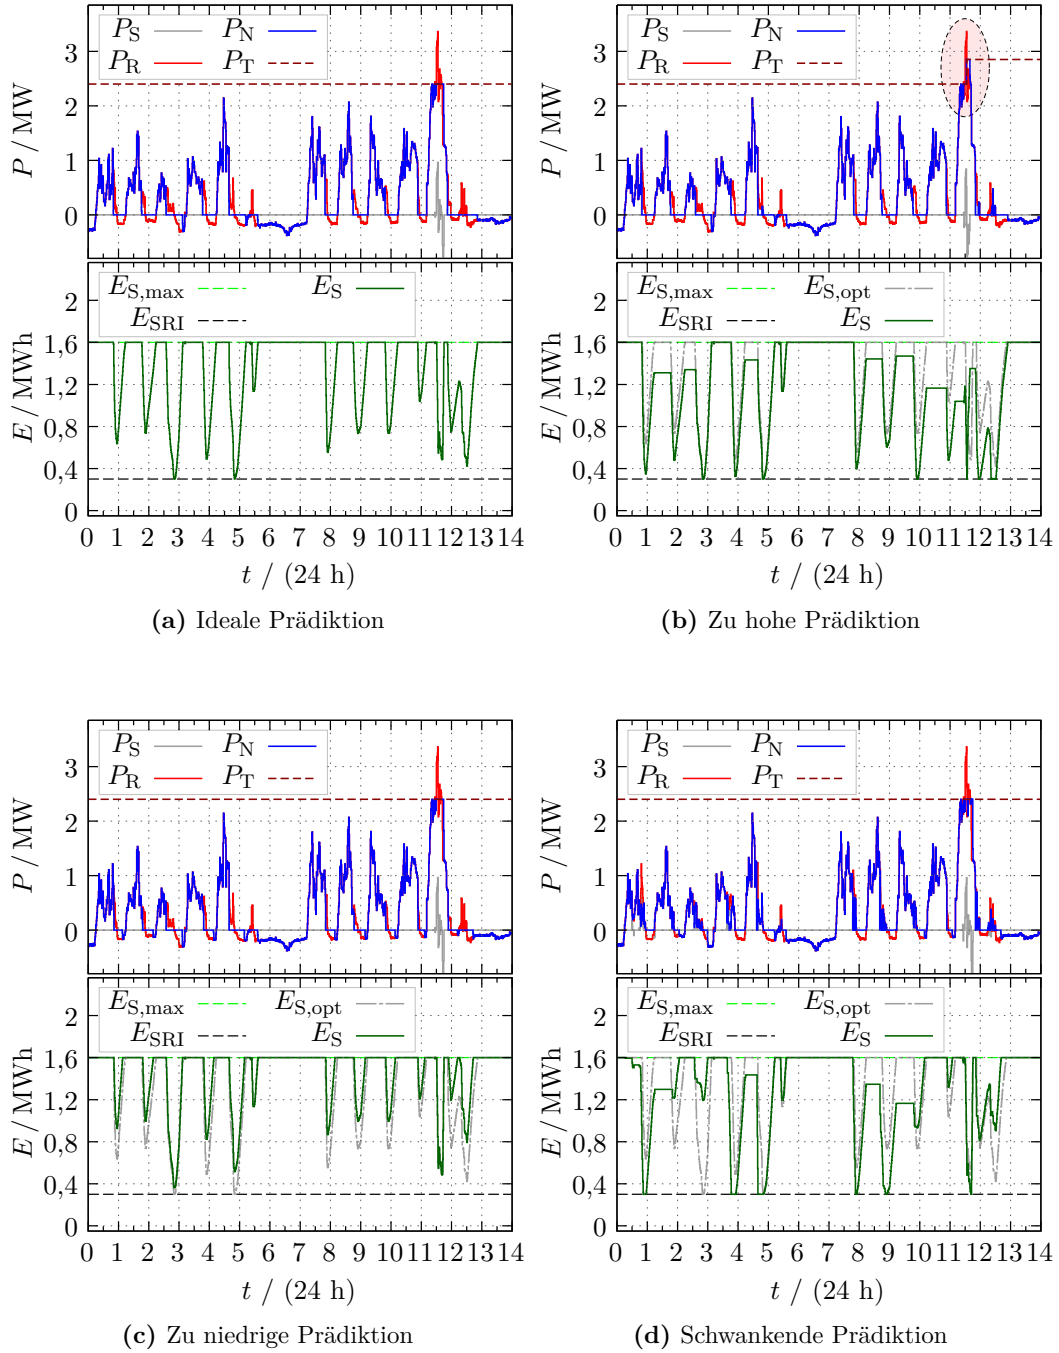 P_S P_N
P_R P_T
P / MW
3
2
1
0
E_S,max E_S
E_SRI
E / MWh
2
1,6
1,2
0,8
0,4
0
0 1 2 3 4 5 6 7 8 9 10 11 12 13 14
t / (24 h)
(a) Ideale Prädiktion
P_S P_N
P_R P_T
P / MW
3
2
1
0
E_S,max E_S,opt
E_SRI E_S
E / MWh
2
1,6
1,2
0,8
0,4
0
0 1 2 3 4 5 6 7 8 9 10 11 12 13 14
t / (24 h)
(b) Zu hohe Prädiktion
P_S P_N
P_R P_T
P / MW
3
2
1
0
E_S,max E_S,opt
E_SRI E_S
E / MWh
2
1,6
1,2
0,8
0,4
0
0 1 2 3 4 5 6 7 8 9 10 11 12 13 14
t / (24 h)
(c) Zu niedrige Prädiktion
P_S P_N
P_R P_T
P / MW
3
2
1
0
E_S,max E_S,opt
E_SRI E_S
E / MWh
2
1,6
1,2
0,8
0,4
0
0 1 2 3 4 5 6 7 8 9 10 11 12 13 14
t / (24 h)
(d) Schwankende Prädiktion